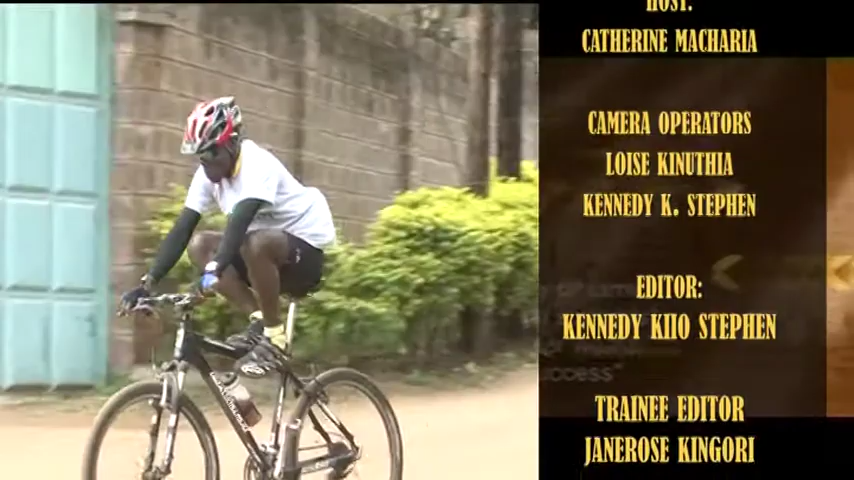 HOST:
CATHERINE MACHARIA
CAMERA OPERATORS
LOISE KINUTHIA
KENNEDY K. STEPHEN
EDITOR:
KENNEDY KIIO STEPHEN
TRAINEE EDITOR
JANEROSE KINGORI